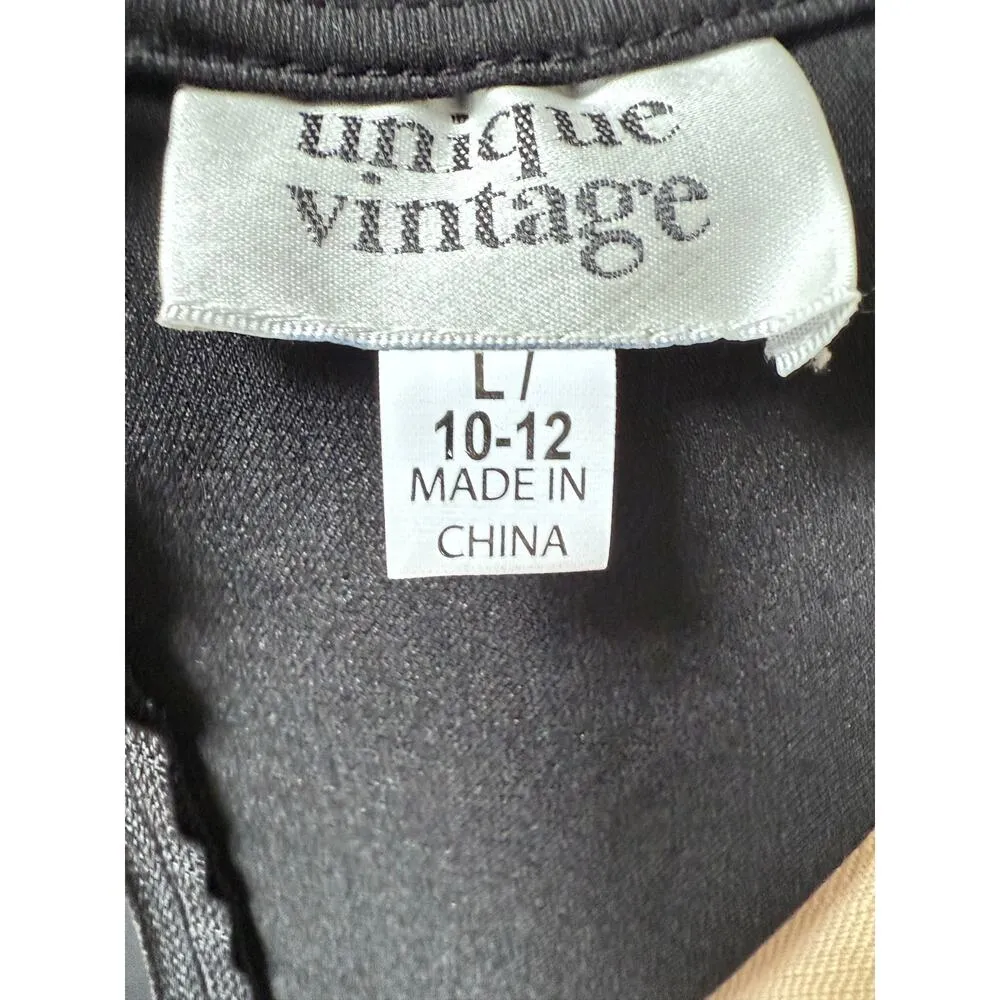 unique
vintage
L /
10-12
MADE IN
CHINA